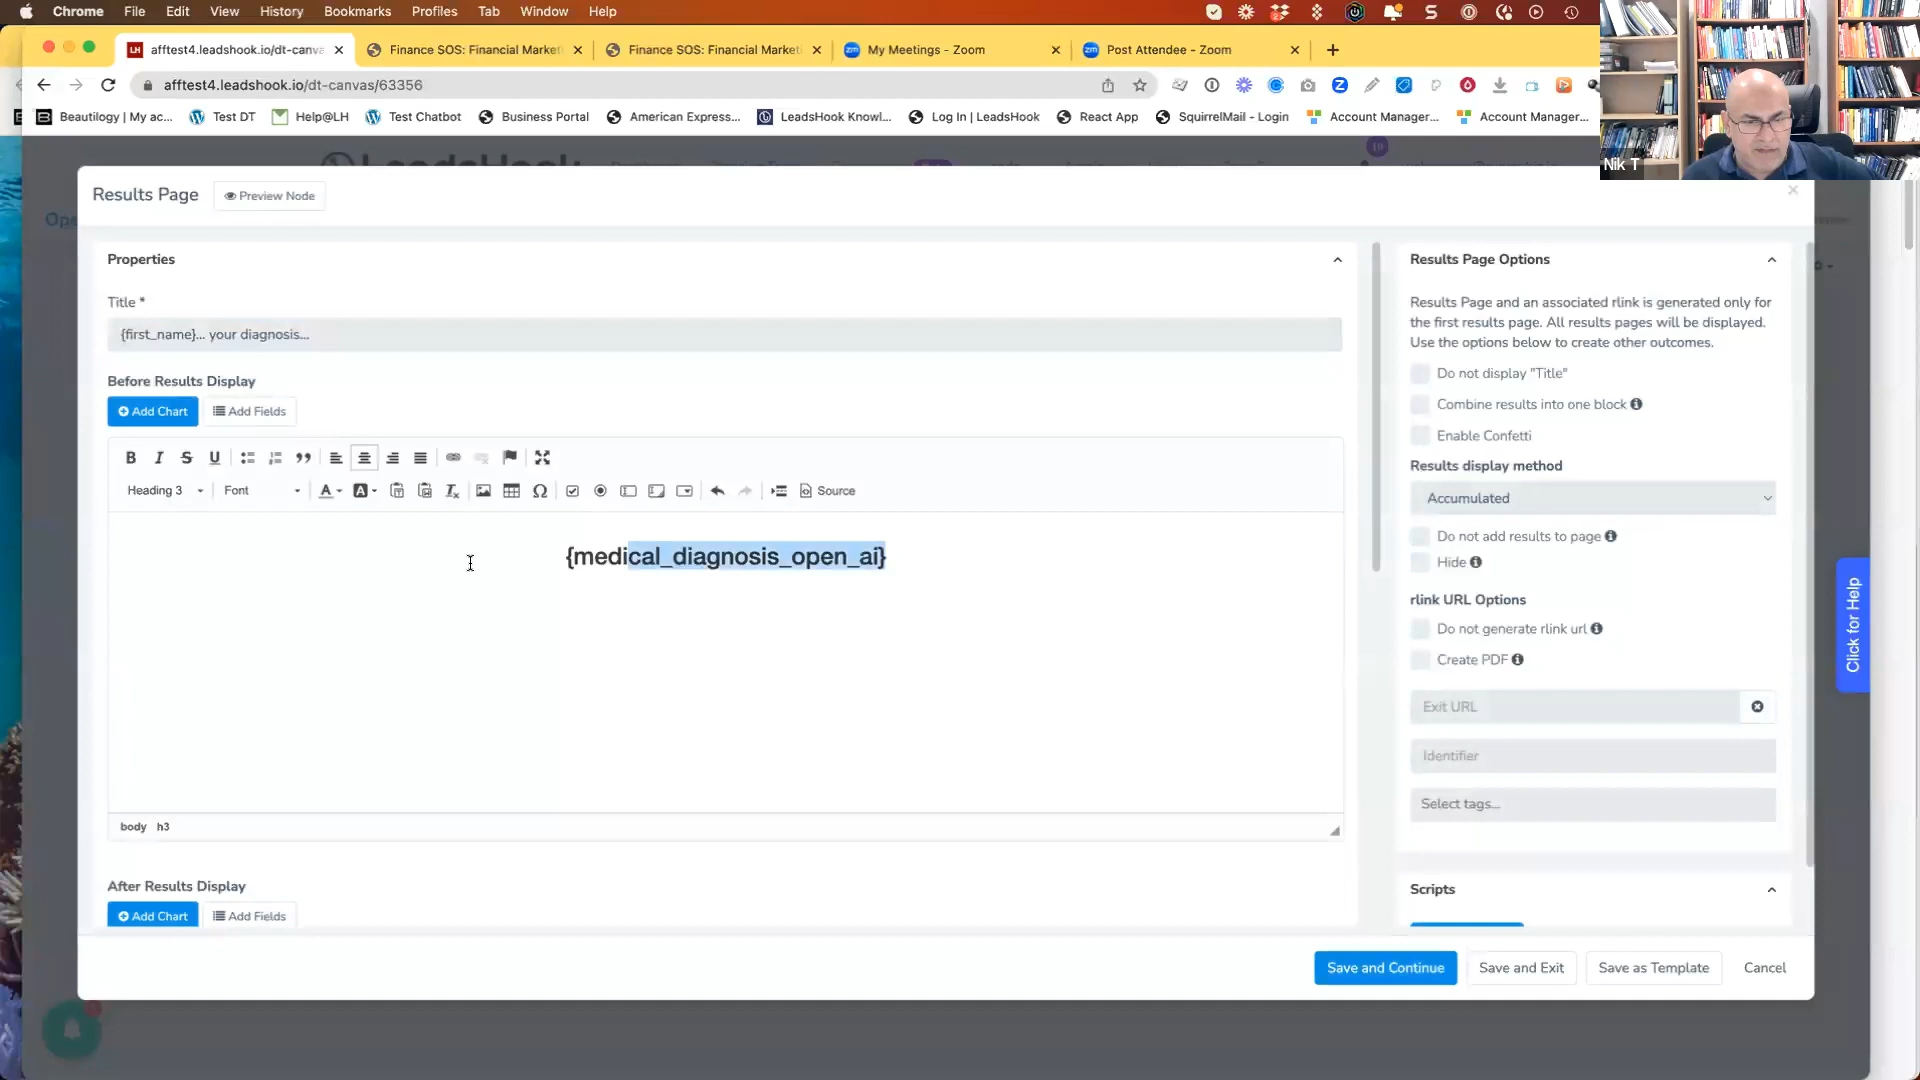 Chrome File Edit View History Bookmarks Profiles Tab Window Help
afftest4.leadshook.io/dt-canva Finance SOS: Financial Market Finance SOS: Financial Market My Meetings - Zoom Post Attendee - Zoom
afftest4.leadshook.io/dt-canvas/63356
Beautilogy | My ac... Test DT Help@LH Test Chatbot Business Portal American Express... LeadsHook Knowl... Log In | LeadsHook React App SquirrelMail - Login Account Manager... Account Manager...
Nik T
LeadsHook
10
Results Page Preview Node
Properties
Title *
{first_name}... your diagnosis...
Before Results Display
Add Chart Add Fields
Heading 3 Font Source
{medical_diagnosis_open_ai}
body h3
After Results Display
Add Chart Add Fields
Results Page Options
Results Page and an associated rlink is generated only for
the first results page. All results pages will be displayed.
Use the options below to create other outcomes.
Do not display "Title"
Combine results into one block
Enable Confetti
Results display method
Accumulated
Do not add results to page
Hide
rlink URL Options
Do not generate rlink url
Create PDF
Exit URL
Identifier
Select tags...
Scripts
Click for Help
Save and Continue Save and Exit Save as Template Cancel